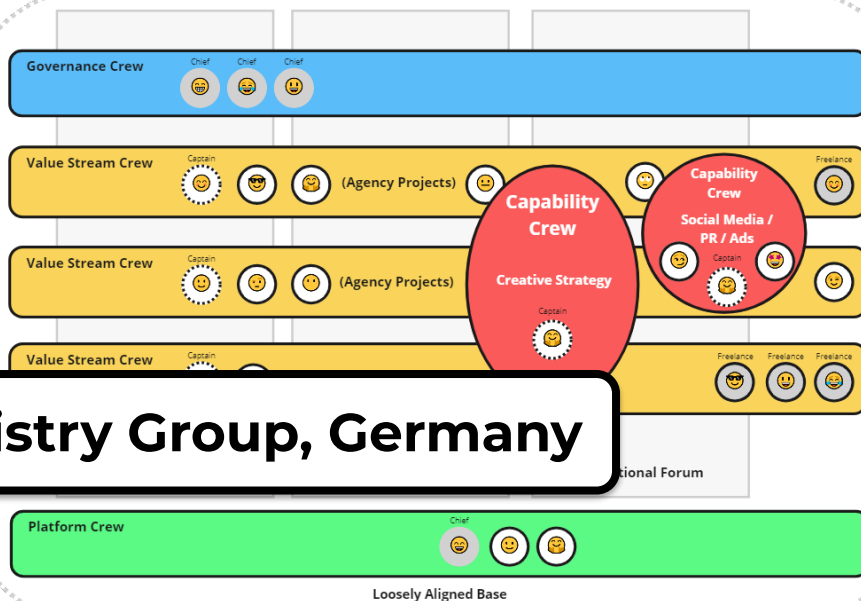 Governance Crew
Chief
Chief
Chief
Value Stream Crew
Captain
(Agency Projects)
Freelance
Capability
Crew
Creative Strategy
Captain
Capability
Crew
Social Media /
PR / Ads
Captain
Value Stream Crew
Captain
(Agency Projects)
Value Stream Crew
Captain
Freelance
Freelance
Freelance
Group, Germany
Forum
Platform Crew
Chief
Loosely Aligned Base